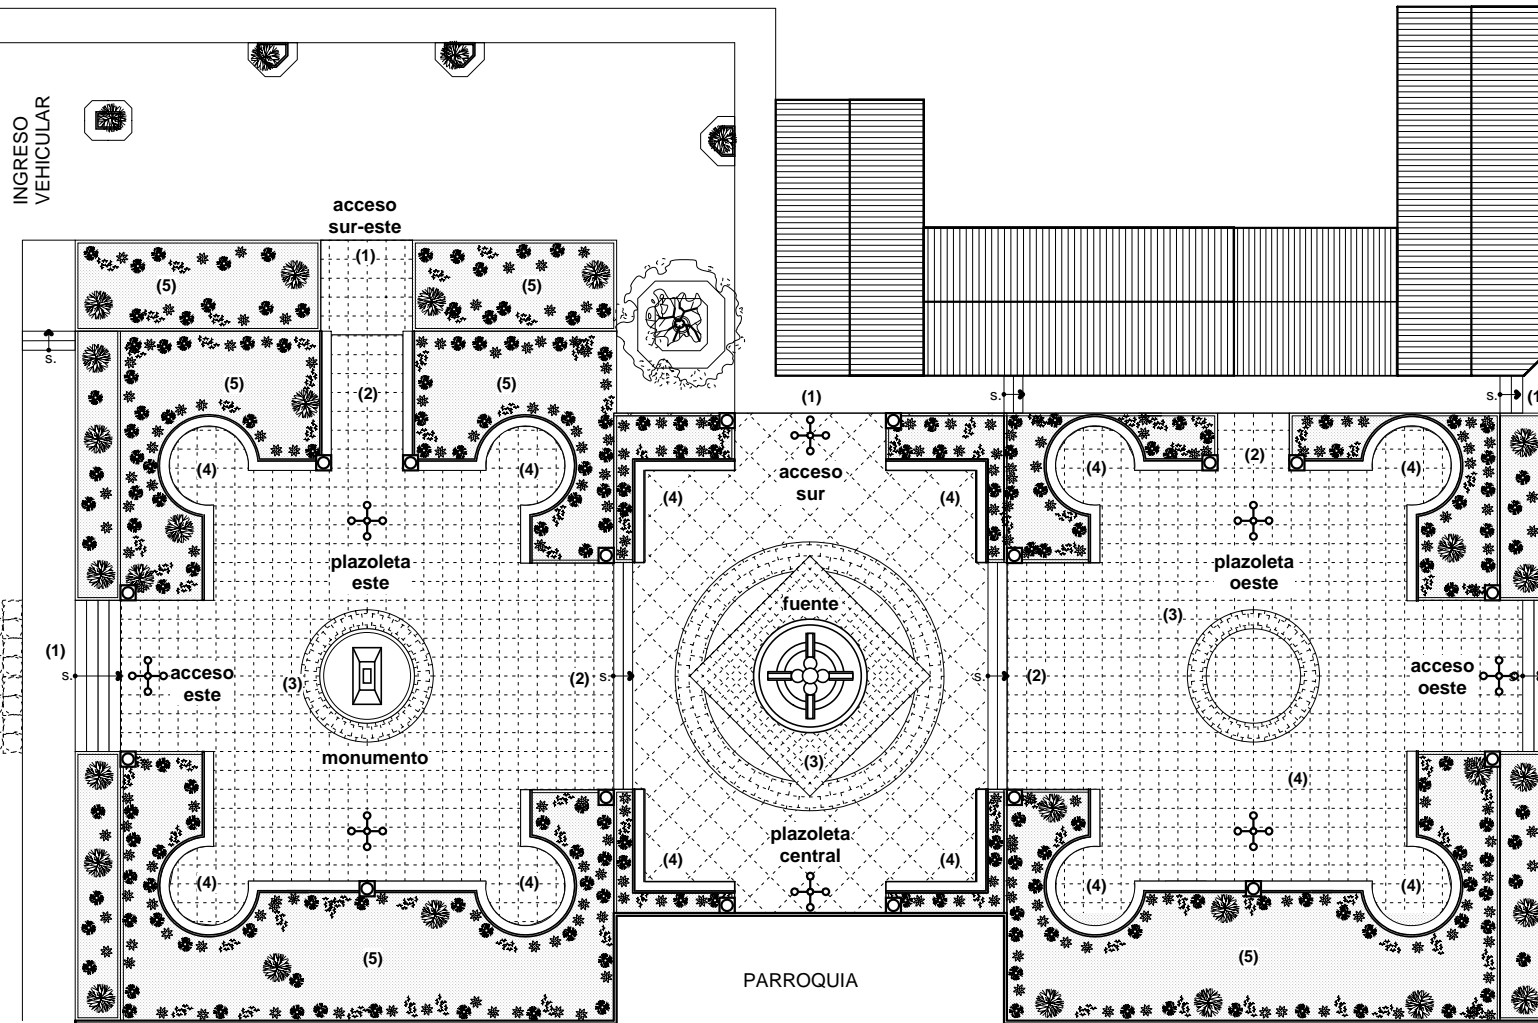 INGRESO
VEHICULAR
acceso
sur-este
(1)
(5)
(5)
s.
(5)
(2)
(5)
(1)
s.
s.
(1
(4)
(4)
(4)
acceso
sur
(4)
(4)
(2)
(4)
plazoleta
este
plazoleta
oeste
fuente
(3)
(1)
s.
acceso
este
(3)
(2)
s.
s.
(2)
acceso
oeste
s.
monumento
(3)
(4)
plazoleta
central
(4)
(4)
(4)
(4)
(4)
(4)
(5)
(5)
PARROQUIA